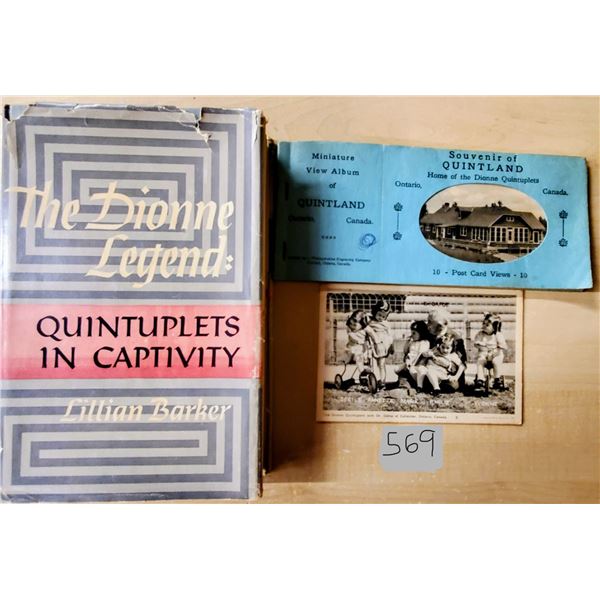 The Dionne
Legend:
QUINTUPLETS
IN CAPTIVITY
Lillian Barker
Miniature
View Album
of
QUINTLAND
Ontario, Canada.
Souvenir of
QUINTLAND
Home of the Dionne Quintuplets
Ontario, Canada.
10 - Post Card Views - 10
569